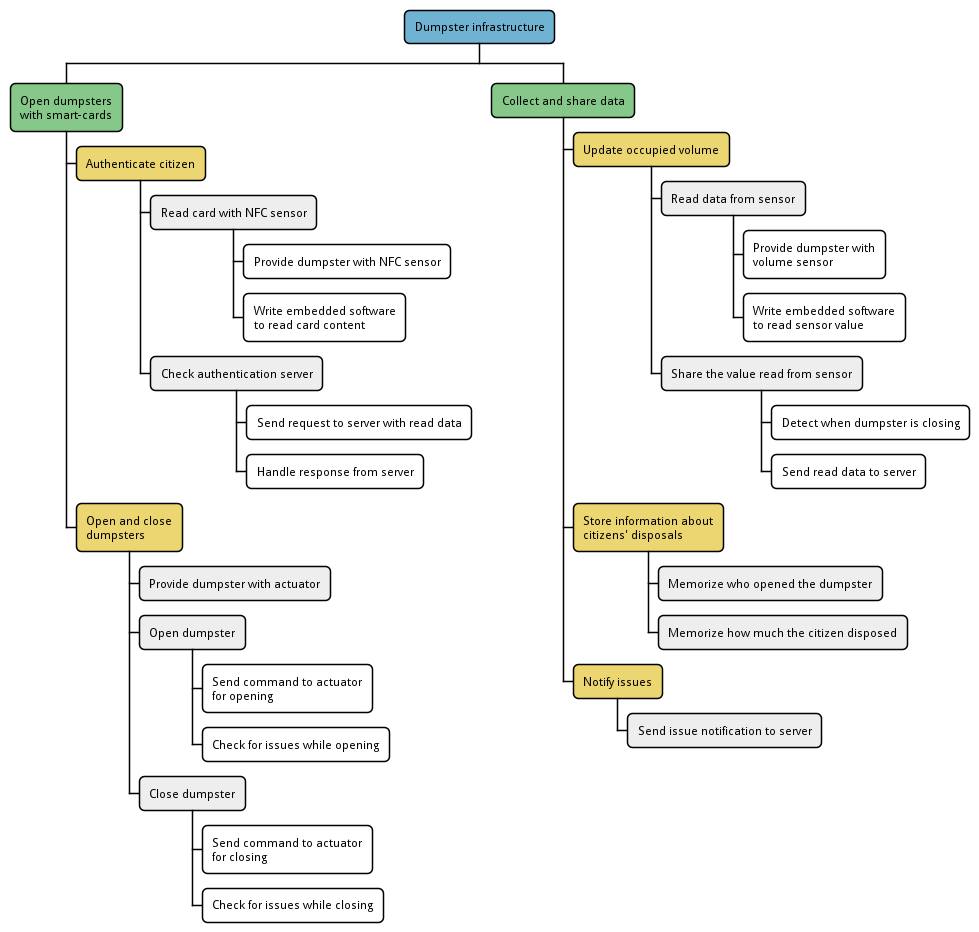 Dumpster infrastructure
Open dumpsters
with smart-cards
Authenticate citizen
Read card with NFC sensor
Provide dumpster with NFC sensor
Write embedded software
to read card content
Check authentication server
Send request to server with read data
Handle response from server
Open and close
dumpsters
Provide dumpster with actuator
Open dumpster
Send command to actuator
for opening
Check for issues while opening
Close dumpster
Send command to actuator
for closing
Check for issues while closing
Collect and share data
Update occupied volume
Read data from sensor
Provide dumpster with
volume sensor
Write embedded software
to read sensor value
Share the value read from sensor
Detect when dumpster is closing
Send read data to server
Store information about
citizens' disposals
Memorize who opened the dumpster
Memorize how much the citizen disposed
Notify issues
Send issue notification to server